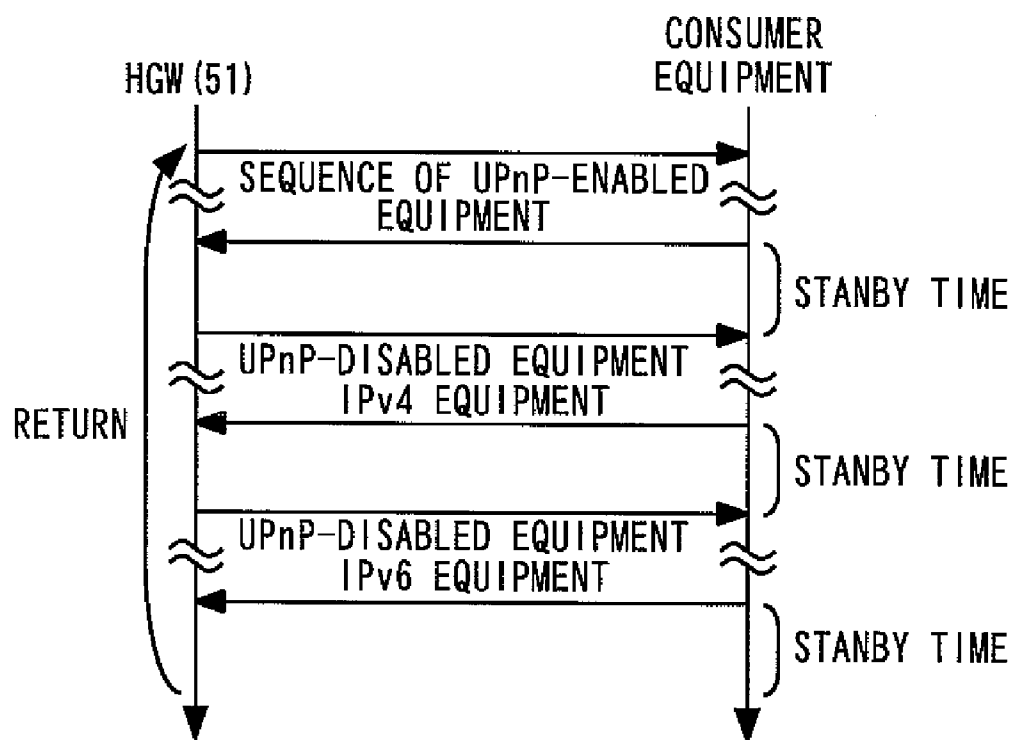 CONSUMER
EQUIPMENT
HGW(51)
SEQUENCE OF UPnP-ENABLED
EQUIPMENT
STANBY TIME
UPnP-DISABLED EQUIPMENT
IPv4 EQUIPMENT
RETURN
STANBY TIME
UPnP-DISABLED EQUIPMENT
IPv6 EQUIPMENT
STANBY TIME